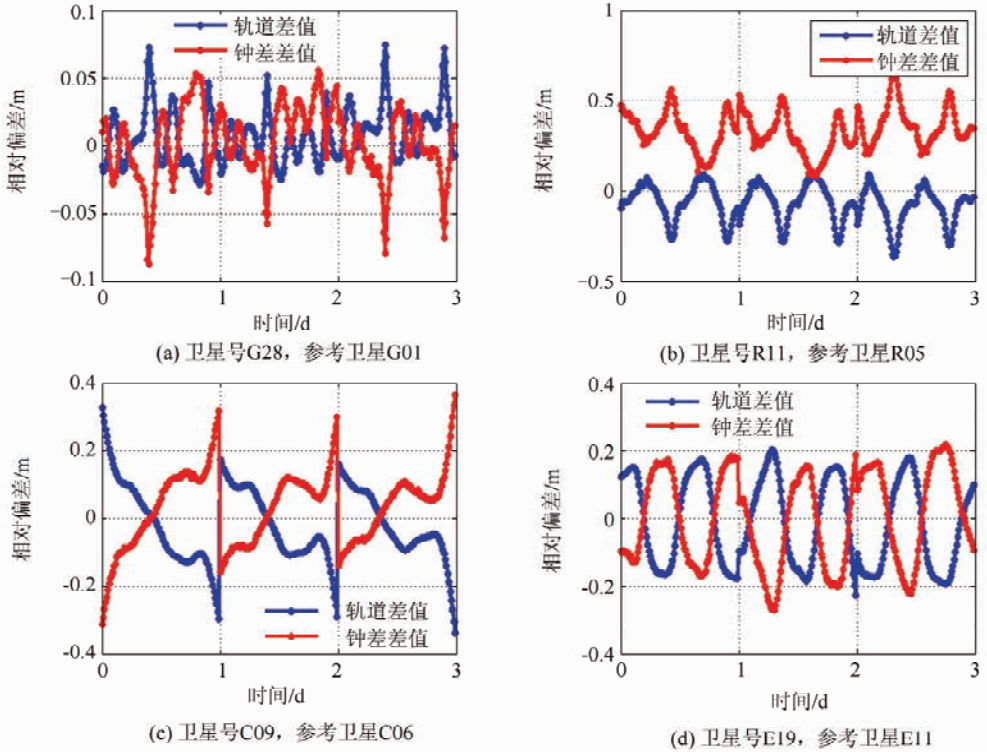 轨道差值
钟差差值
相对偏差/m
0.1
0.05
0
−0.05
−0.1
0
1
2
3
时间/d
(a) 卫星号G28，参考卫星G01
轨道差值
钟差差值
相对偏差/m
1
0.5
0
−0.5
0
1
2
3
时间/d
(b) 卫星号R11，参考卫星R05
轨道差值
钟差差值
相对偏差/m
0.4
0.2
0
-0.2
-0.4
0
1
2
3
时间/d
(c) 卫星号C09，参考卫星C06
轨道差值
钟差差值
相对偏差/m
0.4
0.2
0
-0.2
-0.4
0
1
2
3
时间/d
(d) 卫星号E19，参考卫星E11